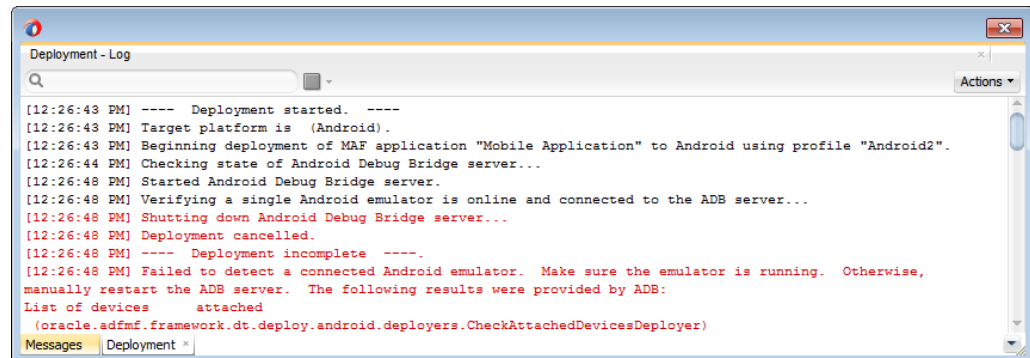 Deployment - Log
Actions
[12:26:43 PM] ----  Deployment started.  ----
[12:26:43 PM] Target platform is  (Android).
[12:26:43 PM] Beginning deployment of MAF application "Mobile Application" to Android using profile "Android2".
[12:26:44 PM] Checking state of Android Debug Bridge server...
[12:26:48 PM] Started Android Debug Bridge server.
[12:26:48 PM] Verifying a single Android emulator is online and connected to the ADB server...
[12:26:48 PM] Shutting down Android Debug Bridge server...
[12:26:48 PM] Deployment cancelled.
[12:26:48 PM] ----  Deployment incomplete  ----.
[12:26:48 PM] Failed to detect a connected Android emulator.  Make sure the emulator is running.  Otherwise,
manually restart the ADB server.  The following results were provided by ADB:
List of devices      attached
(oracle.adfmf.framework.dt.deploy.android.deployers.CheckAttachedDevicesDeployer)
Messages Deployment